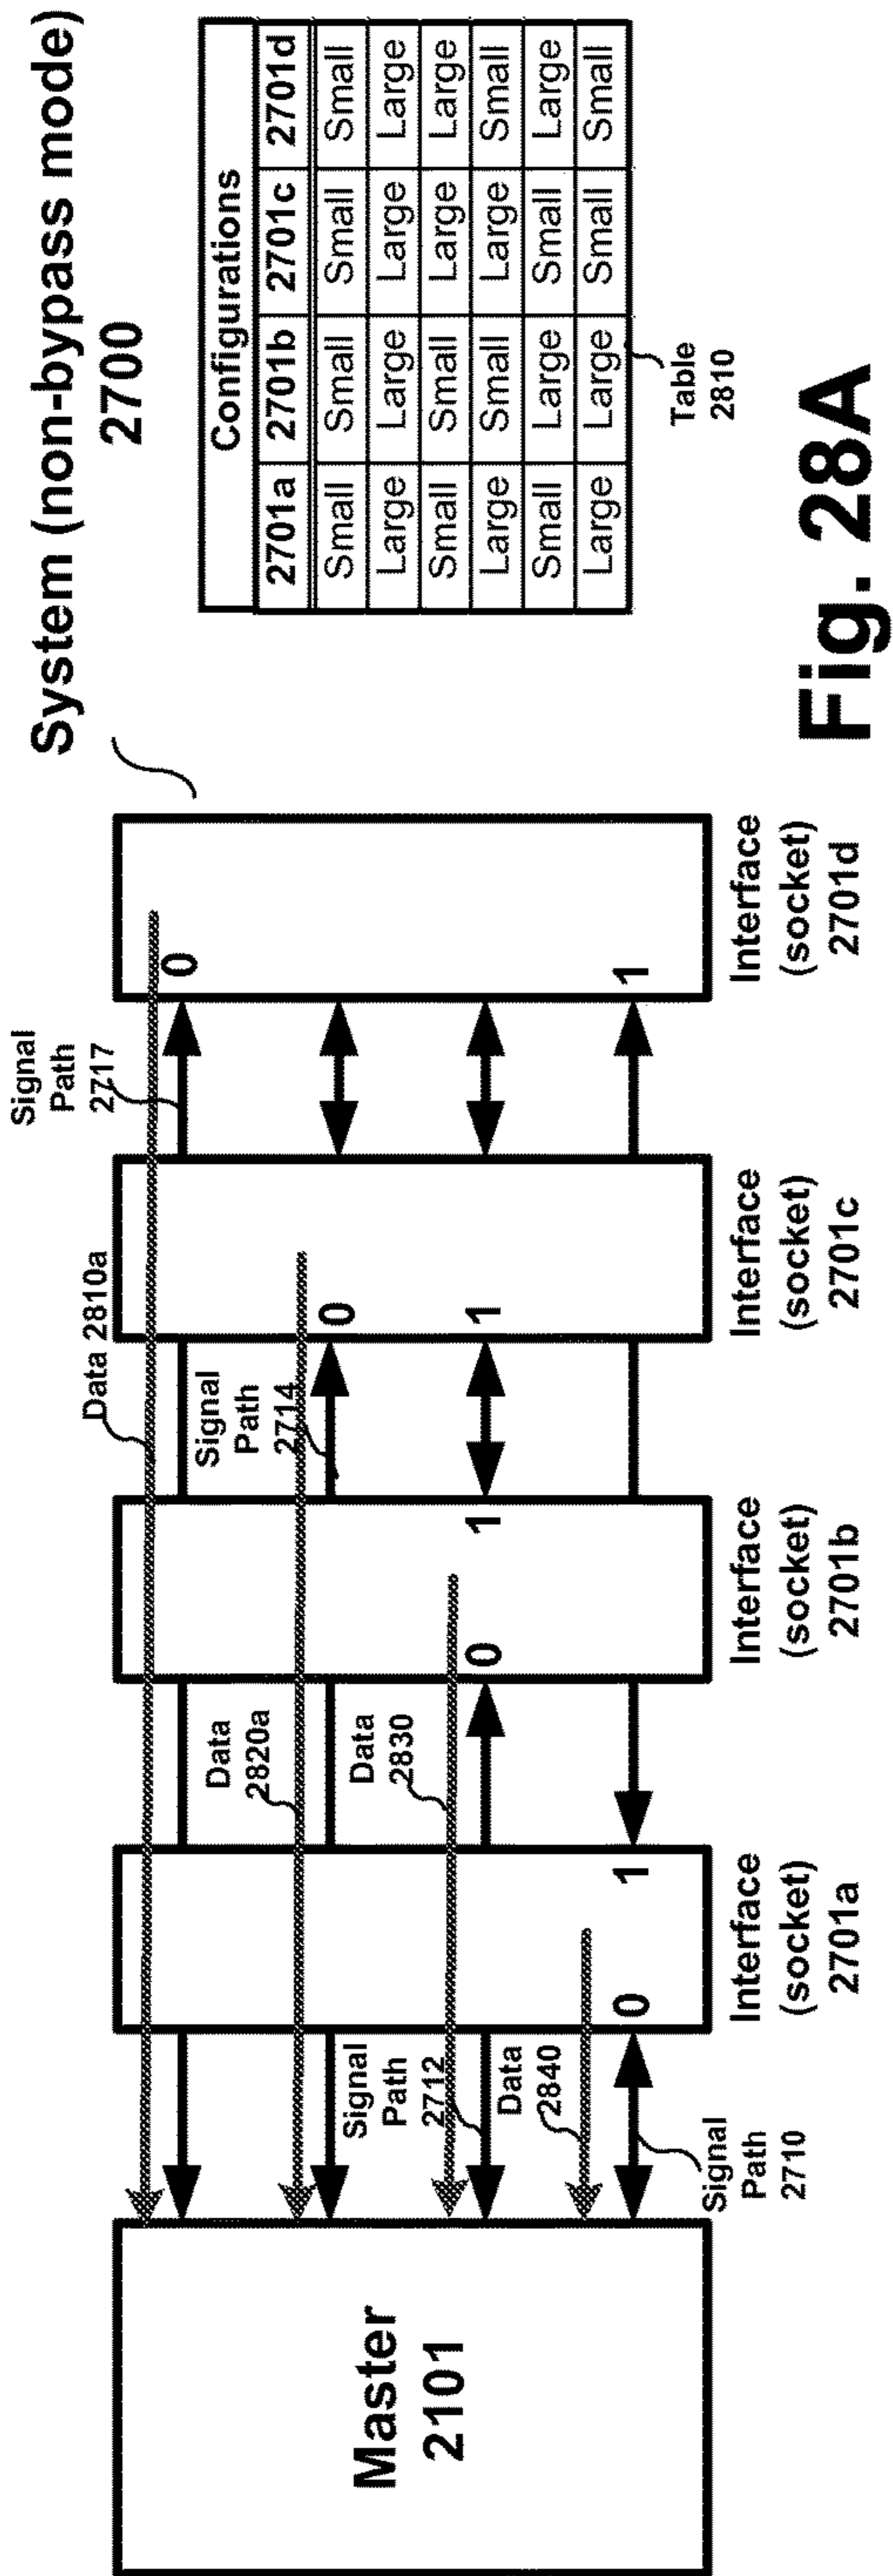 System (non-bypass mode)
2700
Configurations
2701a 2701b 2701c 2701d
Small Small Small Small
Large Large Large Large
Small Small Large Large
Large Small Large Small
Small Large Small Large
Large Large Small Small
Table
2810
Signal
Path
2717
Data 2810a
Signal
Path
2714
Data
2820a
Data
2830
Signal
Path
2712
Data
2840
Signal
Path
2710
0
1
0
1
0
1
0
1
Master
2101
Interface
(socket)
2701a
Interface
(socket)
2701b
Interface
(socket)
2701c
Interface
(socket)
2701d
Fig. 28A